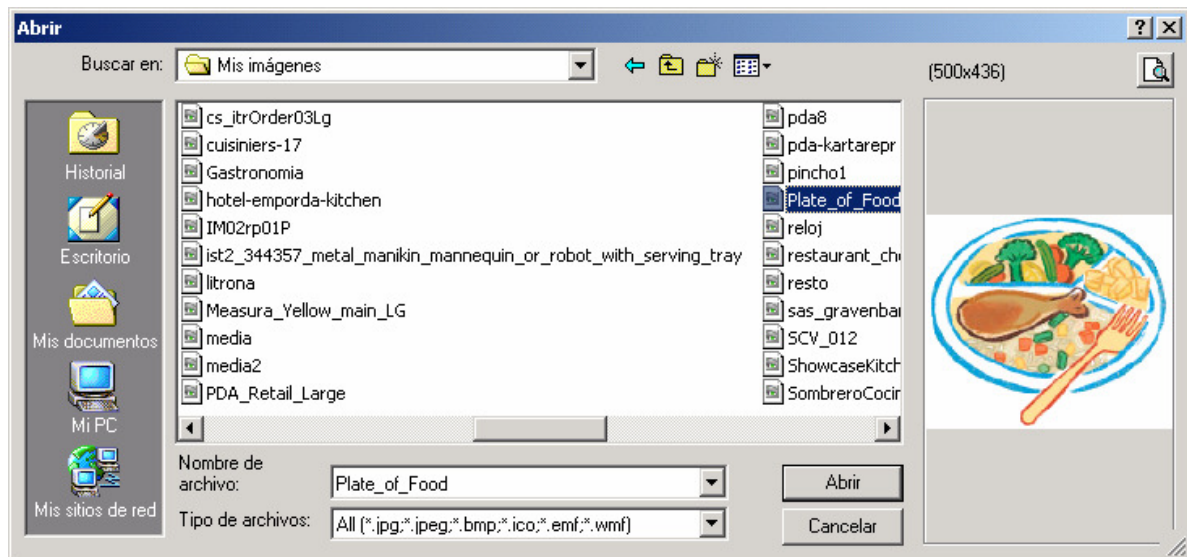 Abrir
Buscar en: Mis imágenes (500x436)
Historial
Escritorio
Mis documentos
Mi PC
Mis sitios de red
cs_itrOrder03Lg
cuisiniers-17
Gastronomia
hotel-emporda-kitchen
IM02rp01P
ist2_344357_metal_manikin_mannequin_or_robot_with_serving_tray
litrona
Measura_Yellow_main_LG
media
media2
PDA_Retail_Large
pda8
pda-kartarepr
pincho1
Plate_of_Food
reloj
restaurant_ch
resto
sas_gravenbar
SCV_012
ShowcaseKitch
SombreroCocin
Nombre de
archivo: Plate_of_Food Abrir
Tipo de archivos: All (*.jpg;*.jpeg;*.bmp;*.ico;*.emf;*.wmf) Cancelar